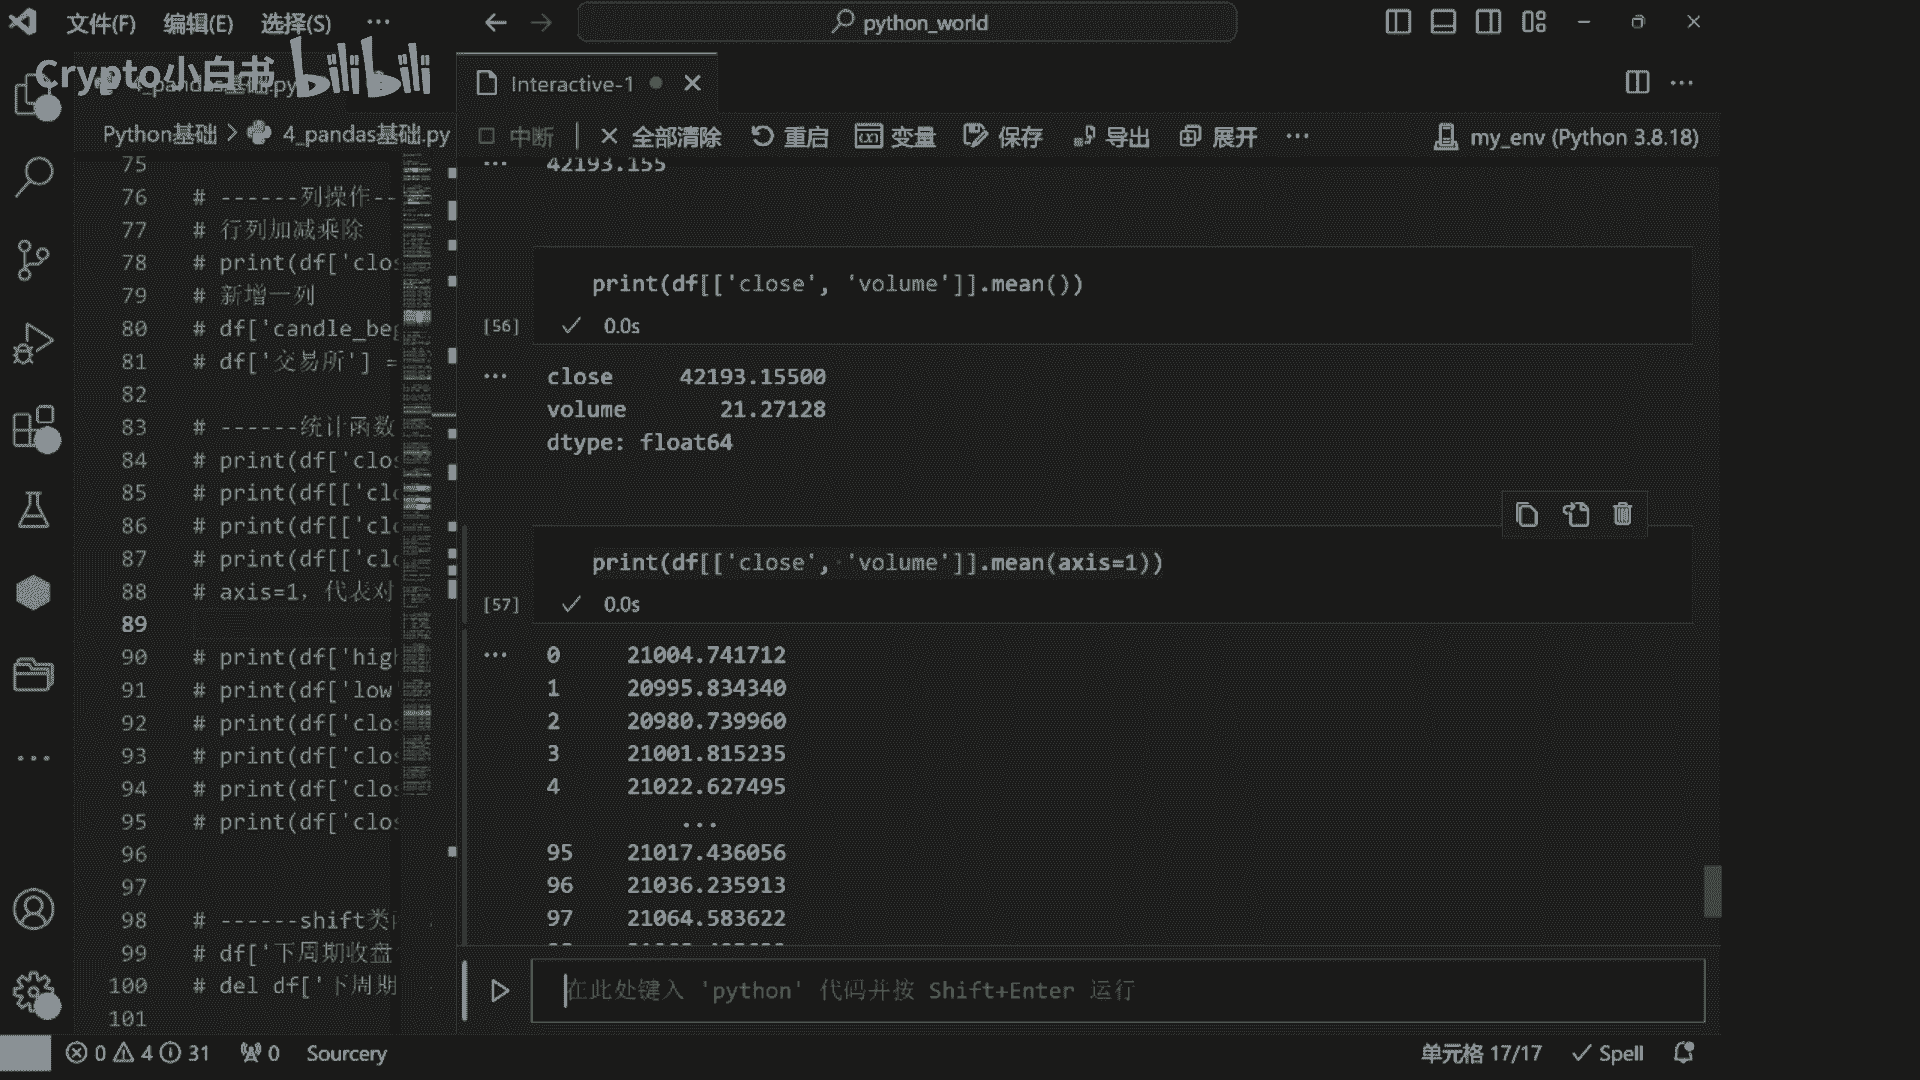 文件(F) 编辑(E) 选择(S) ··· python_world
Crypto小白书 bilibili
4_pandas基础.py
Interactive-1
Python基础 > 4_pandas基础.py
中断 全部清除 重启 变量 保存 导出 展开 ··· my_env (Python 3.8.18)
75
76 # ------列操作--
77 # 行列加减乘除
78 # print(df['clos
79 # 新增一列
80 # df['candle_beg
81 # df['交易所'] =
82
83 # ------统计函数
84 # print(df['clos
85 # print(df[['clo
86 # print(df[['clo
87 # print(df[['clo
88 # axis=1，代表对
89
90 # print(df['high
91 # print(df['low'
92 # print(df['clos
93 # print(df['clos
94 # print(df['clos
95 # print(df['clos
96
97
98 # ------shift类
99 # df['下周期收盘
100 # del df['下周期
101
42193.155
print(df[['close', 'volume']].mean())
[56] 0.0s
close 42193.15500
volume 21.27128
dtype: float64
print(df[['close', 'volume']].mean(axis=1))
[57] 0.0s
0 21004.741712
1 20995.834340
2 20980.739960
3 21001.815235
4 21022.627495
...
95 21017.436056
96 21036.235913
97 21064.583622
在此处键入 'python' 代码并按 Shift+Enter 运行
0 4 31 0 Sourcery 单元格 17/17 Spell